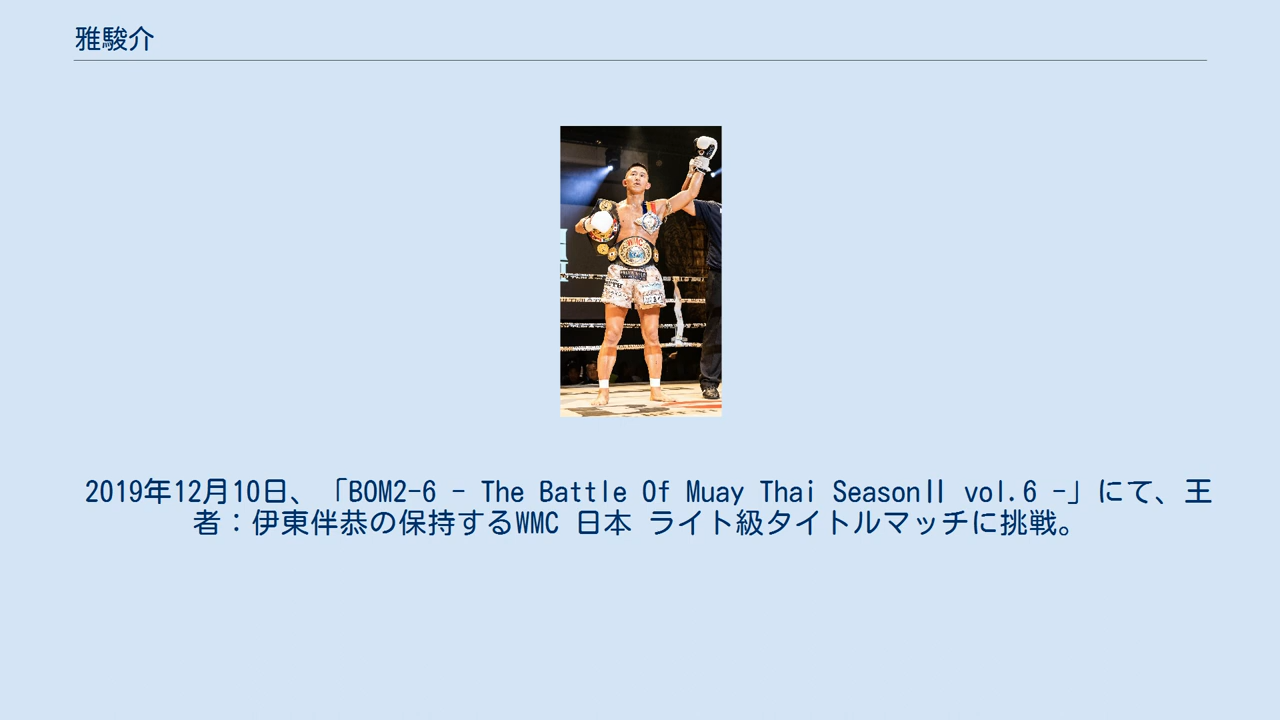 雅駿介
WMC
2019年12月10日、「BOM2-6 - The Battle Of Muay Thai SeasonⅡ vol.6 -」にて、王
者：伊東伴恭の保持するWMC 日本 ライト級タイトルマッチに挑戦。